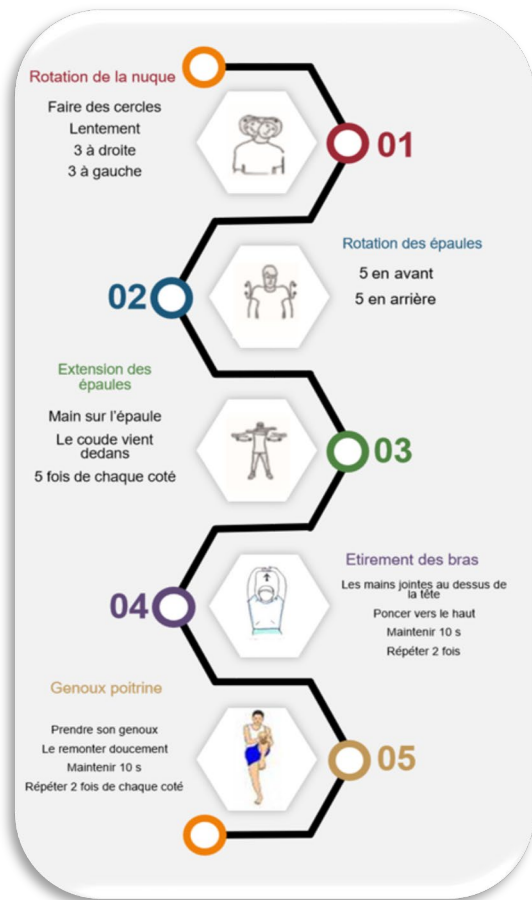 Rotation de la nuque
Faire des cercles
Lentement
3 à droite
3 à gauche
01
Rotation des épaules
5 en avant
5 en arrière
02
Extension des
épaules
Main sur l'épaule
Le coude vient
dedans
5 fois de chaque coté
03
Etirement des bras
Les mains jointes au dessus de
la tête
Poncer vers le haut
Maintenir 10 s
Répéter 2 fois
04
Genoux poitrine
Prendre son genoux
Le remonter doucement
Maintenir 10 s
Répéter 2 fois de chaque coté
05